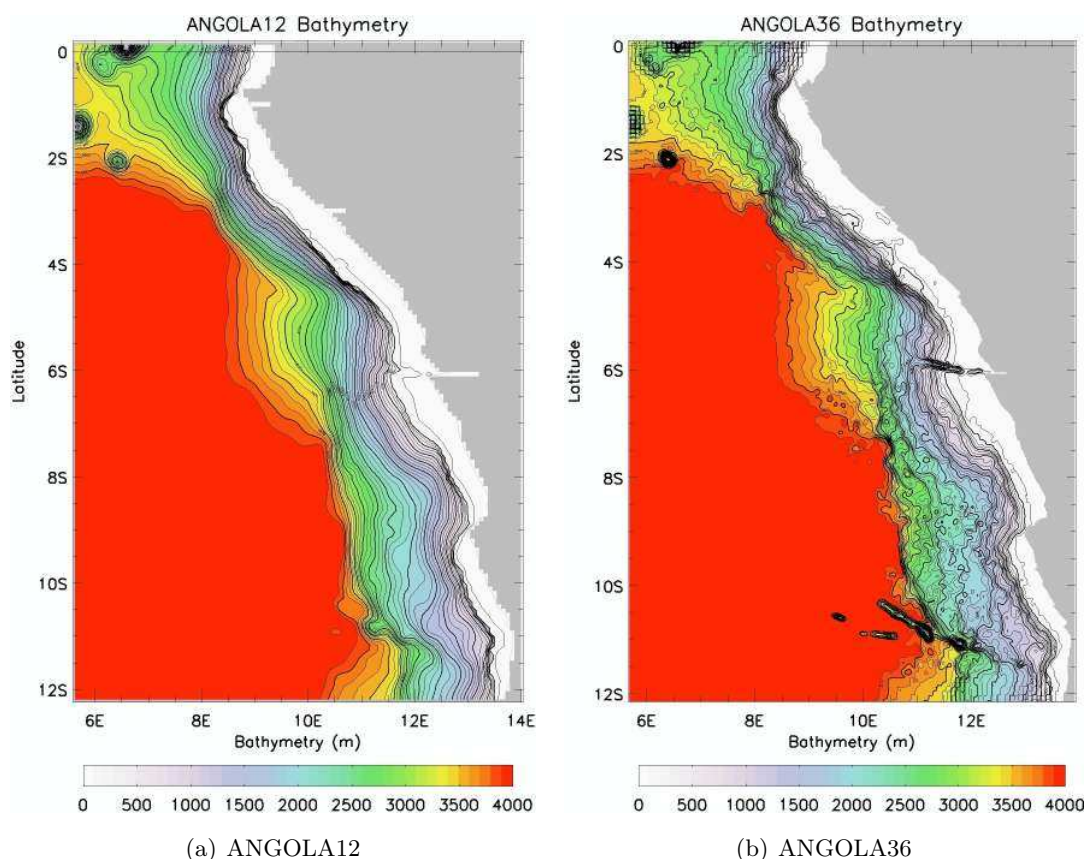 ANGOLA12 Bathymetry
0
2S
4S
6S
8S
10S
12S
Latitude
6E 8E 10E 12E 14E
Bathymetry (m)
0 500 1000 1500 2000 2500 3000 3500 4000
(a) ANGOLA12
ANGOLA36 Bathymetry
0
2S
4S
6S
8S
10S
12S
Latitude
6E 8E 10E 12E
Bathymetry (m)
0 500 1000 1500 2000 2500 3000 3500 4000
(b) ANGOLA36